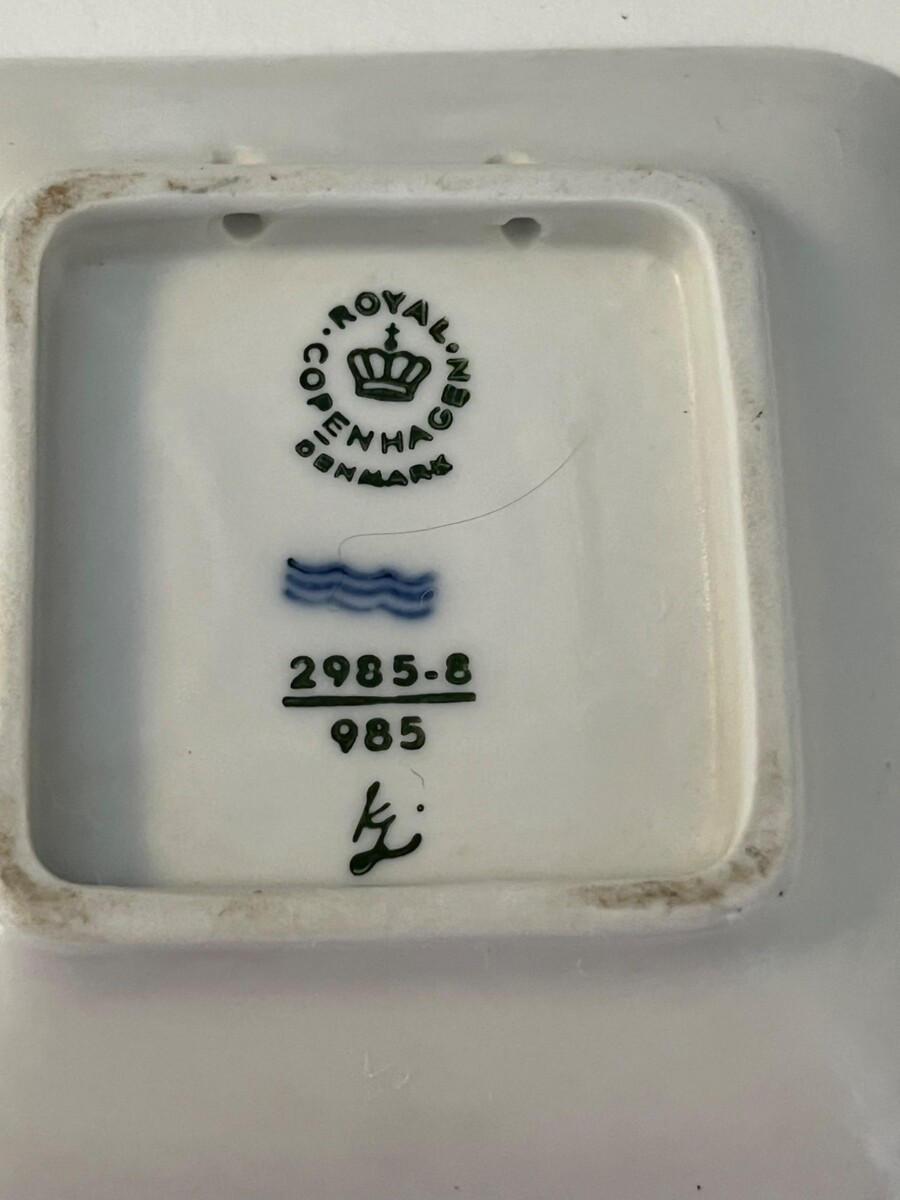 ROYAL · COPENHAGEN ·
DENMARK
2985-8
985